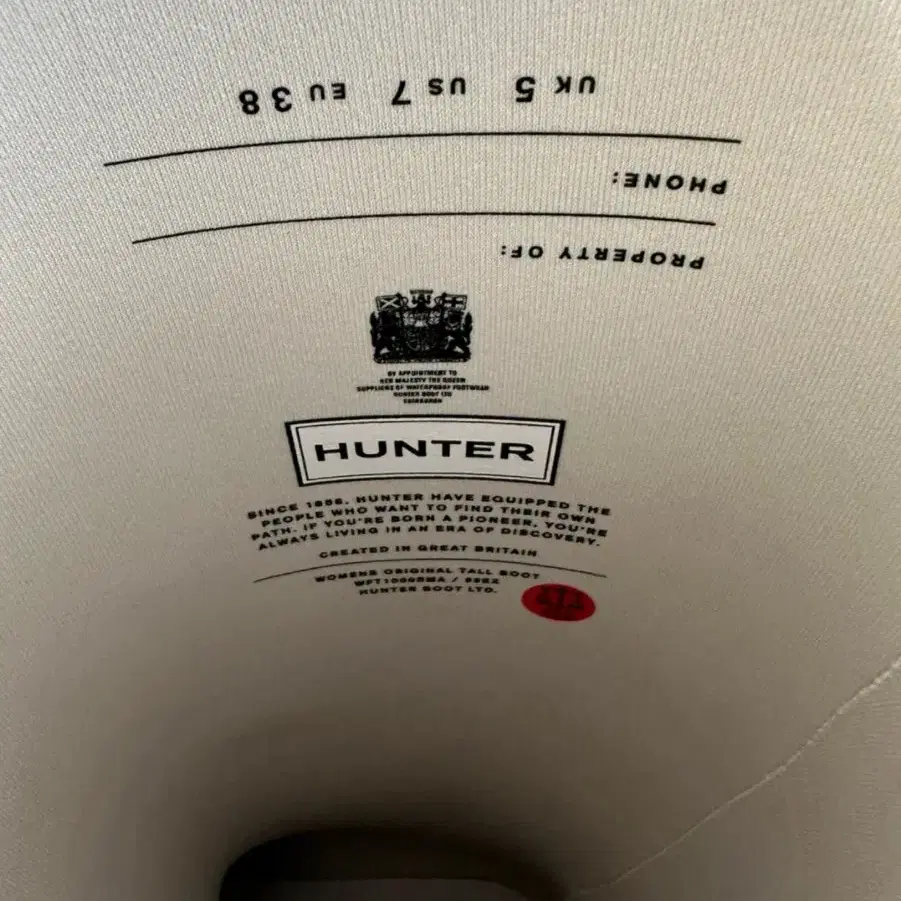 UK 5 US 7 EU 38
PHONE:
PROPERTY OF:
BY APPOINTMENT TO
HER MAJESTY THE QUEEN
SUPPLIERS OF WATERPROOF FOOTWEAR
HUNTER BOOT LTD
EDINBURGH
HUNTER
SINCE 1856, HUNTER HAVE EQUIPPED THE
PEOPLE WHO WANT TO FIND THEIR OWN
PATH. IF YOU'RE BORN A PIONEER, YOU'RE
ALWAYS LIVING IN AN ERA OF DISCOVERY.
CREATED IN GREAT BRITAIN
WOMENS ORIGINAL TALL BOOT
HUNTER BOOT LTD.